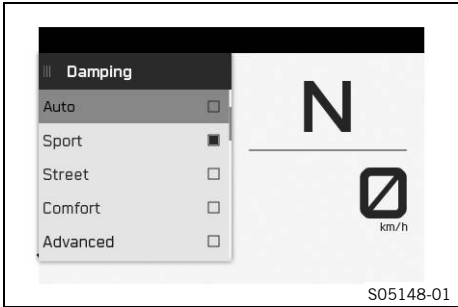 Damping
Auto
Sport
Street
Comfort
Advanced
N
0
km/h
S05148-01